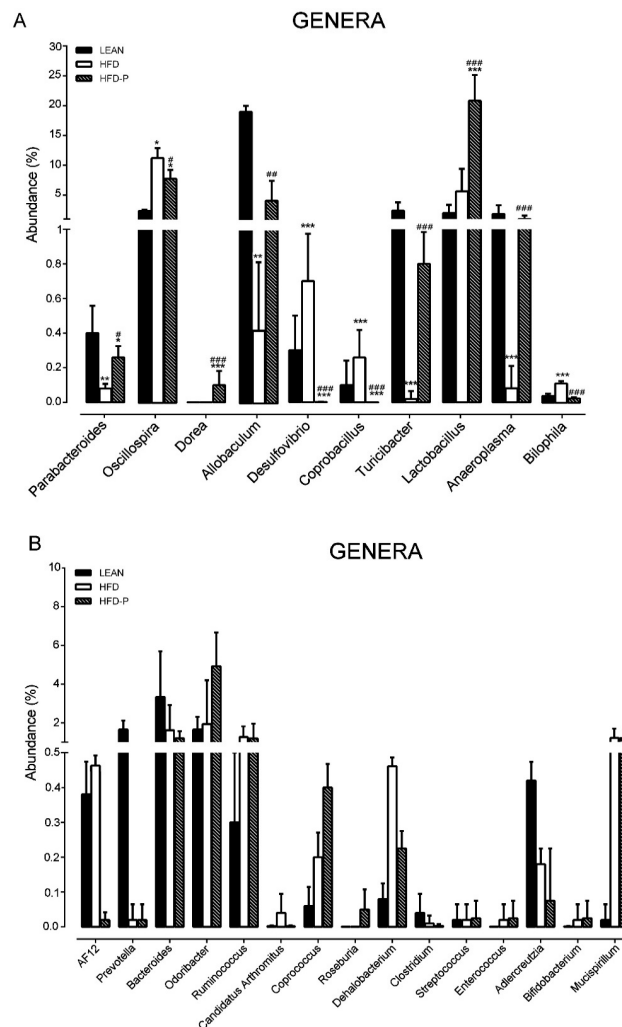 A
GENERA
LEAN
HFD
HFD-P
Abundance (%)
30
25
20
15
10
5
1
0.8
0.6
0.4
0.2
0.0
** # *
* # *
### ***
** ##
*** ### ***
*** ### ***
*** ###
### ***
*** ###
*** ###
Parabacteroides
Oscillospira
Dorea
Allobaculum
Desulfovibrio
Coprobacillus
Turicibacter
Lactobacillus
Anaeroplasma
Bilophila
B
GENERA
LEAN
HFD
HFD-P
Abundance (%)
10
8
6
4
2
0.5
0.4
0.3
0.2
0.1
0.0
AF12
Prevotella
Bacteroides
Odoribacter
Ruminococcus
Candidatus Arthromitus
Coprococcus
Roseburia
Dehalobacterium
Clostridium
Streptococcus
Enterococcus
Adlercreutzia
Bifidobacterium
Mucispirillum